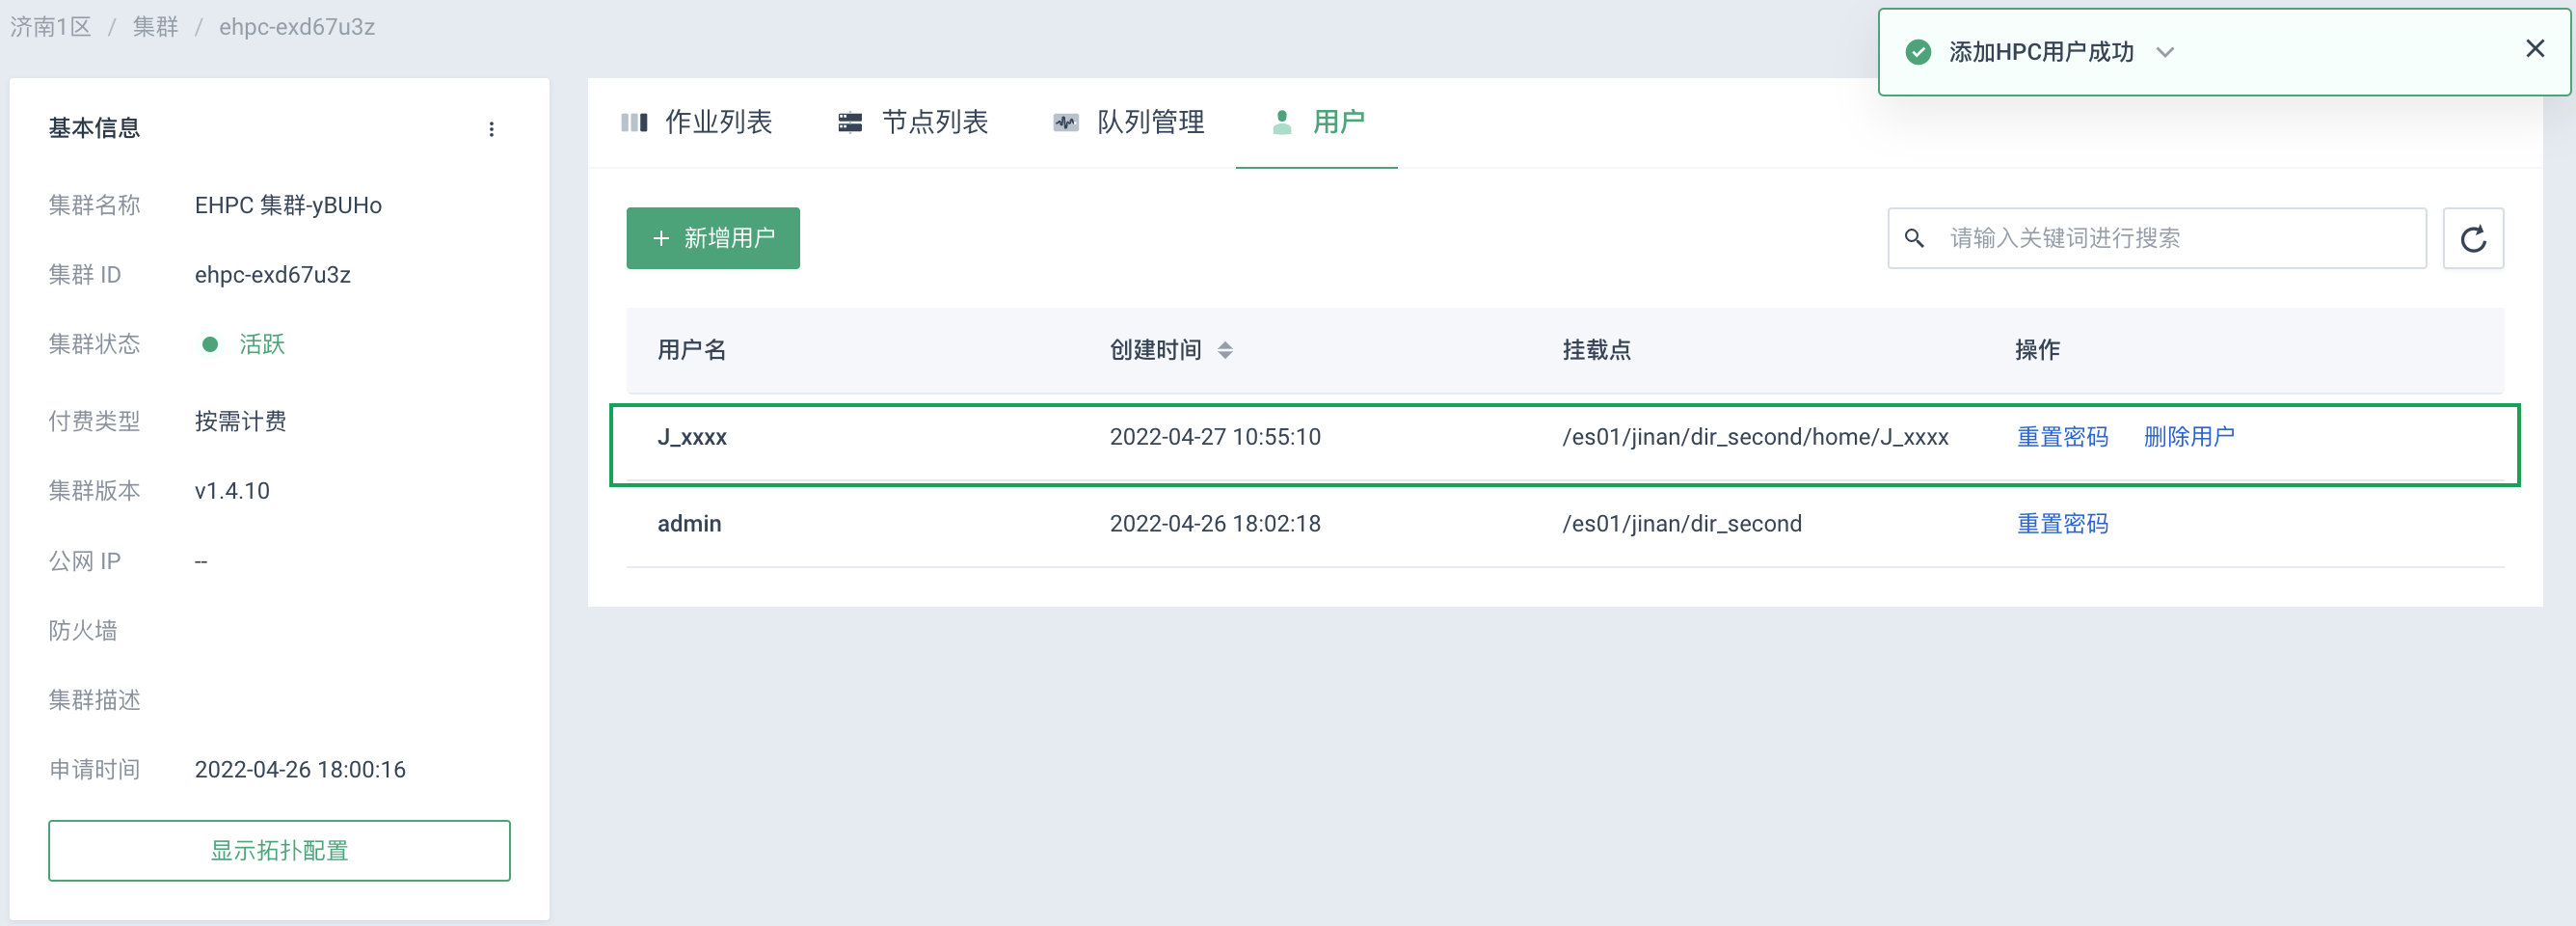 济南1区 / 集群 / ehpc-exd67u3z
添加HPC用户成功
基本信息
集群名称 EHPC 集群-yBUHo
集群 ID ehpc-exd67u3z
集群状态 活跃
付费类型 按需计费
集群版本 v1.4.10
公网 IP --
防火墙
集群描述
申请时间 2022-04-26 18:00:16
显示拓扑配置
作业列表 节点列表 队列管理 用户
+ 新增用户 请输入关键词进行搜索
用户名 创建时间 挂载点 操作
J_xxxx 2022-04-27 10:55:10 /es01/jinan/dir_second/home/J_xxxx 重置密码 删除用户
admin 2022-04-26 18:02:18 /es01/jinan/dir_second 重置密码